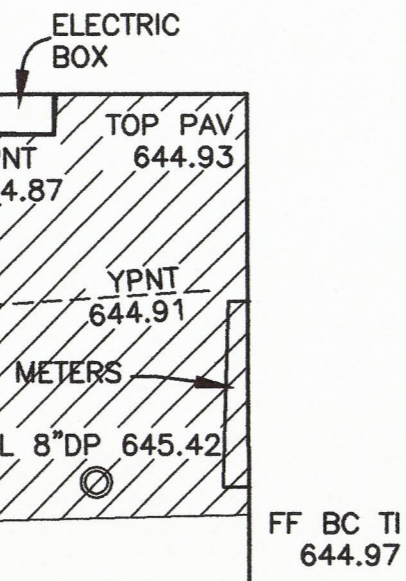 ELECTRIC
BOX
TOP PAV
644.93
PNT
4.87
YPNT
644.91
METERS
L 8"DP 645.42
FF BC TI
644.97